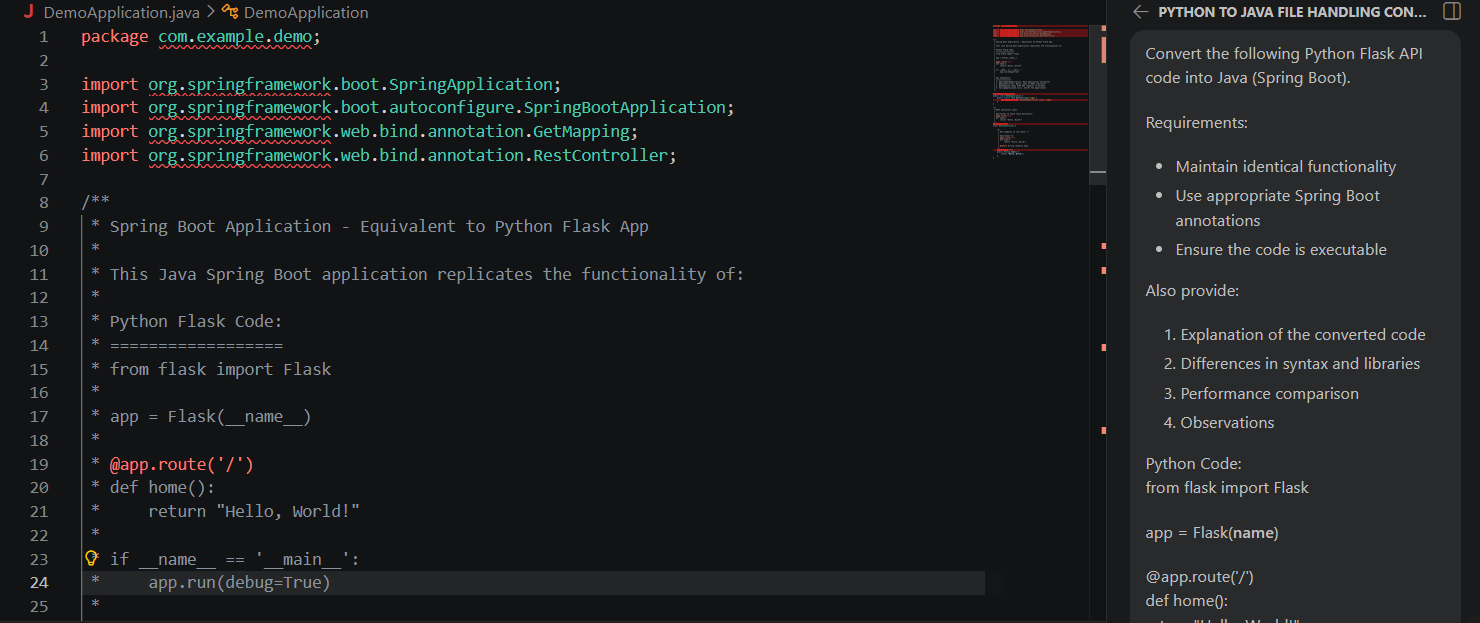 DemoApplication.java > DemoApplication
1 package com.example.demo;
2
3 import org.springframework.boot.SpringApplication;
4 import org.springframework.boot.autoconfigure.SpringBootApplication;
5 import org.springframework.web.bind.annotation.GetMapping;
6 import org.springframework.web.bind.annotation.RestController;
7
8 /**
9 * Spring Boot Application - Equivalent to Python Flask App
10 *
11 * This Java Spring Boot application replicates the functionality of:
12 *
13 * Python Flask Code:
14 * ==================
15 * from flask import Flask
16 *
17 * app = Flask(__name__)
18 *
19 * @app.route('/')
20 * def home():
21 *     return "Hello, World!"
22 *
23 * if __name__ == '__main__':
24 *     app.run(debug=True)
25 *
PYTHON TO JAVA FILE HANDLING CON...
Convert the following Python Flask API
code into Java (Spring Boot).
Requirements:
• Maintain identical functionality
• Use appropriate Spring Boot
annotations
• Ensure the code is executable
Also provide:
1. Explanation of the converted code
2. Differences in syntax and libraries
3. Performance comparison
4. Observations
Python Code:
from flask import Flask
app = Flask(name)
@app.route('/')
def home():